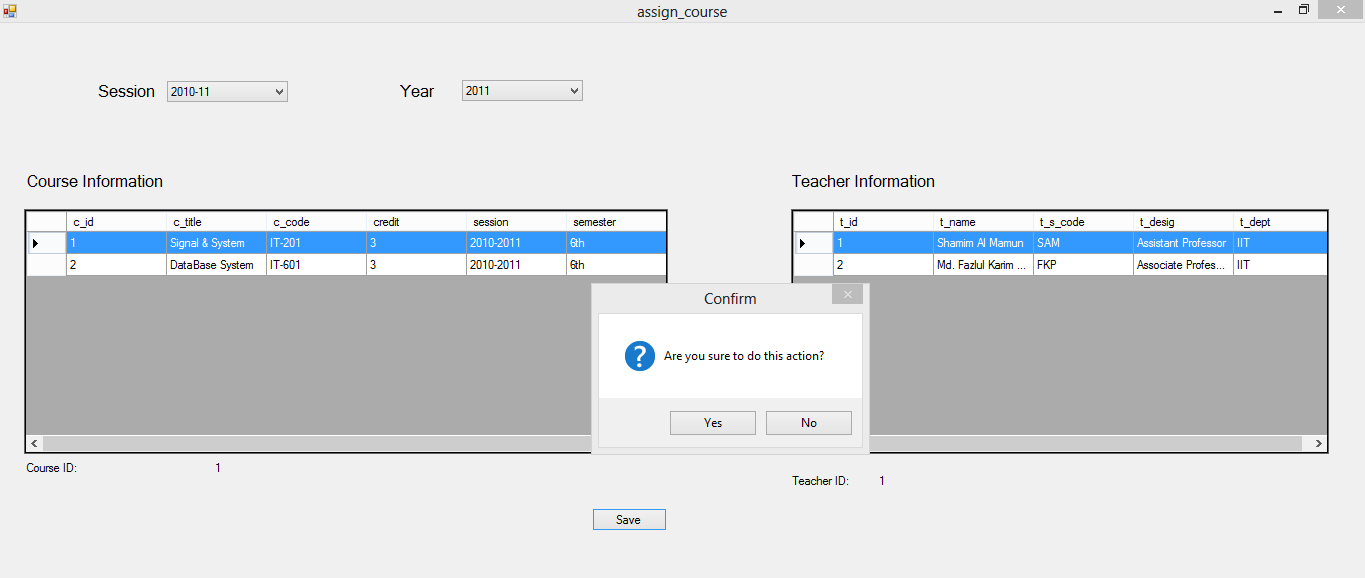 assign_course
Session 2010-11 Year 2011
Course Information
c_id c_title c_code credit session semester
1 Signal & System IT-201 3 2010-2011 6th
2 DataBase System IT-601 3 2010-2011 6th
Course ID: 1
Teacher Information
t_id t_name t_s_code t_desig t_dept
1 Shamim Al Mamun SAM Assistant Professor IIT
2 Md. Fazlul Karim ... FKP Associate Profes... IIT
Teacher ID: 1
Confirm
Are you sure to do this action?
Yes No
Save